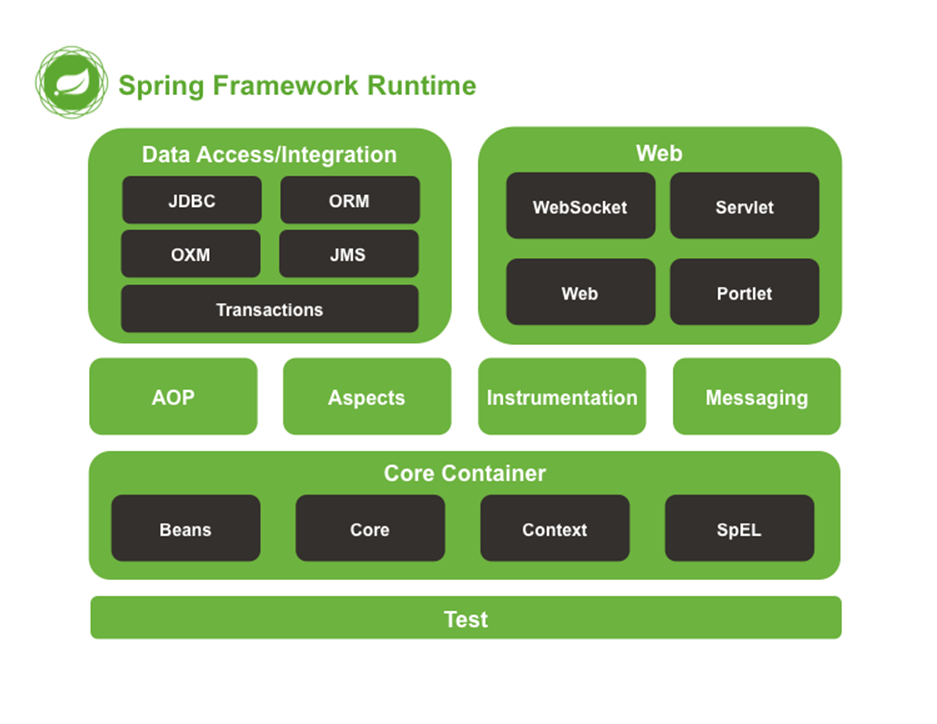 Spring Framework Runtime
Data Access/Integration
JDBC
ORM
OXM
JMS
Transactions
Web
WebSocket
Servlet
Web
Portlet
AOP
Aspects
Instrumentation
Messaging
Core Container
Beans
Core
Context
SpEL
Test